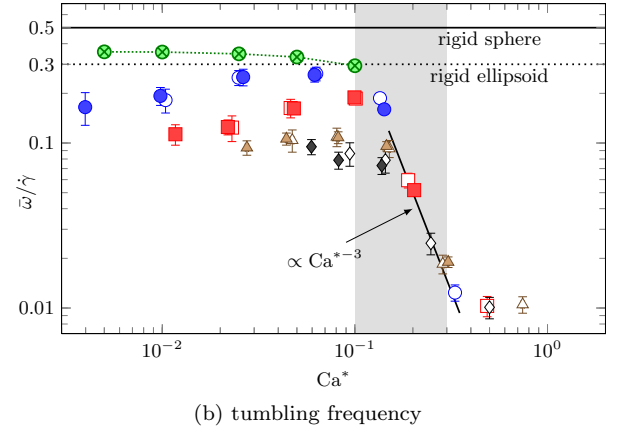 0.5
rigid sphere
0.3
rigid ellipsoid
0.1
ω̄/γ̇
∝ Ca*⁻³
0.01
10⁻² 10⁻¹ 10⁰
Ca*
(b) tumbling frequency